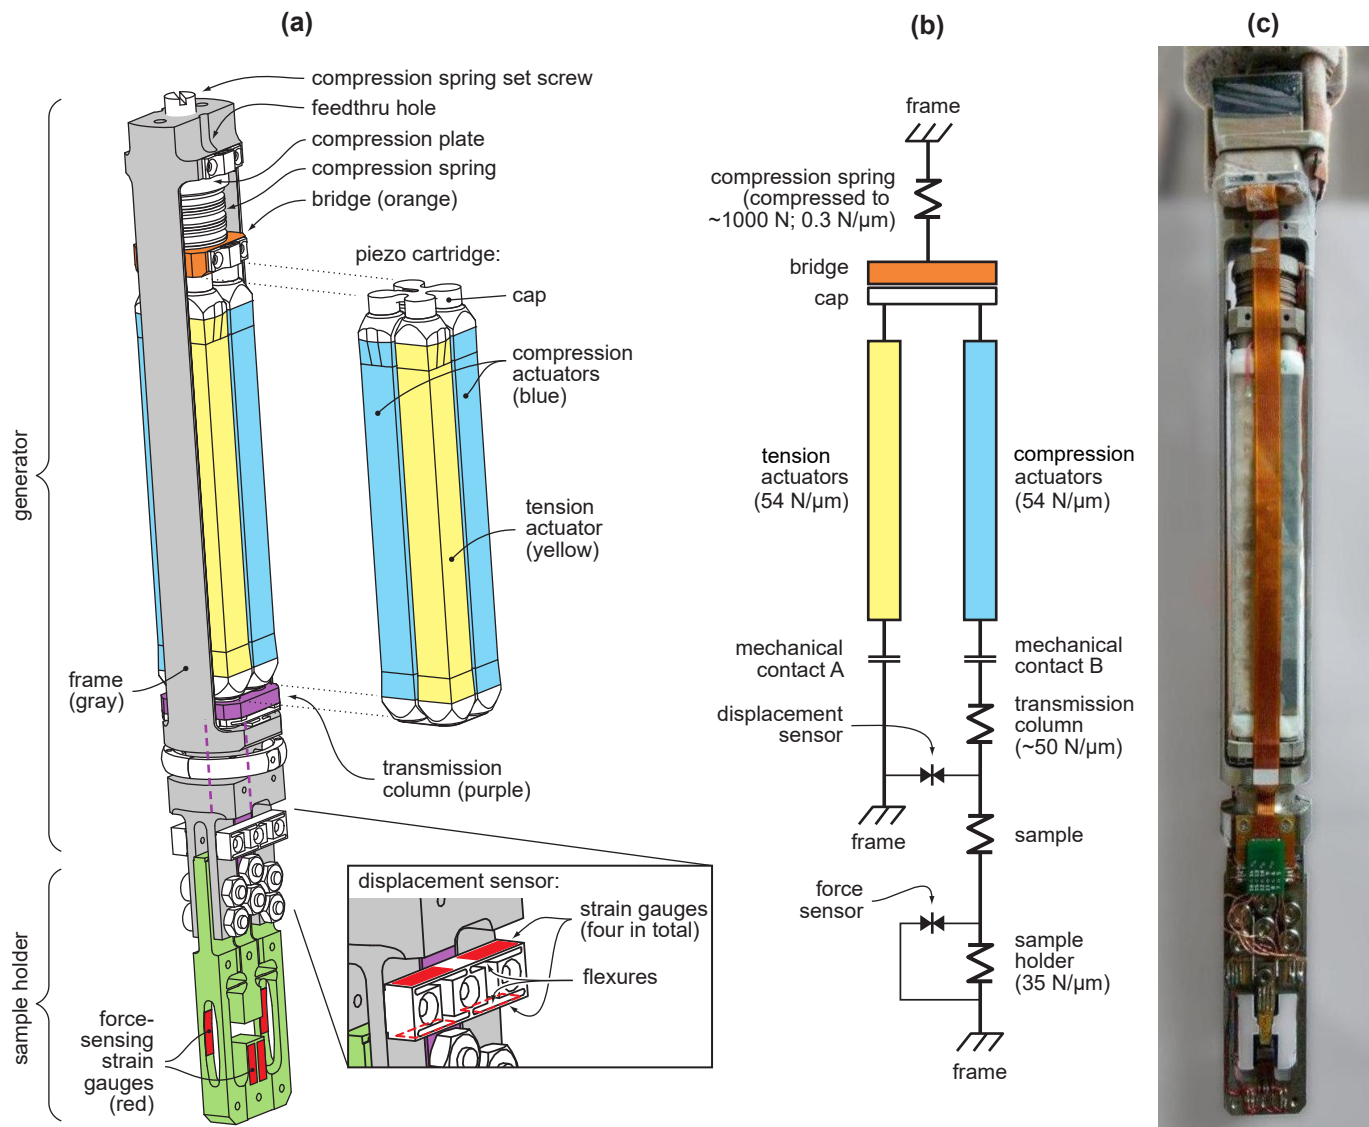 (a)
compression spring set screw
feedthru hole
compression plate
compression spring
bridge (orange)
piezo cartridge:
cap
compression
actuators
(blue)
tension
actuator
(yellow)
generator
frame
(gray)
transmission
column (purple)
sample holder
force-
sensing
strain
gauges
(red)
displacement sensor:
strain gauges
(four in total)
flexures
(b)
frame
compression spring
(compressed to
~1000 N; 0.3 N/µm)
bridge
cap
tension
actuators
(54 N/µm)
compression
actuators
(54 N/µm)
mechanical
contact A
mechanical
contact B
displacement
sensor
transmission
column
(~50 N/µm)
frame
sample
force
sensor
sample
holder
(35 N/µm)
frame
(c)